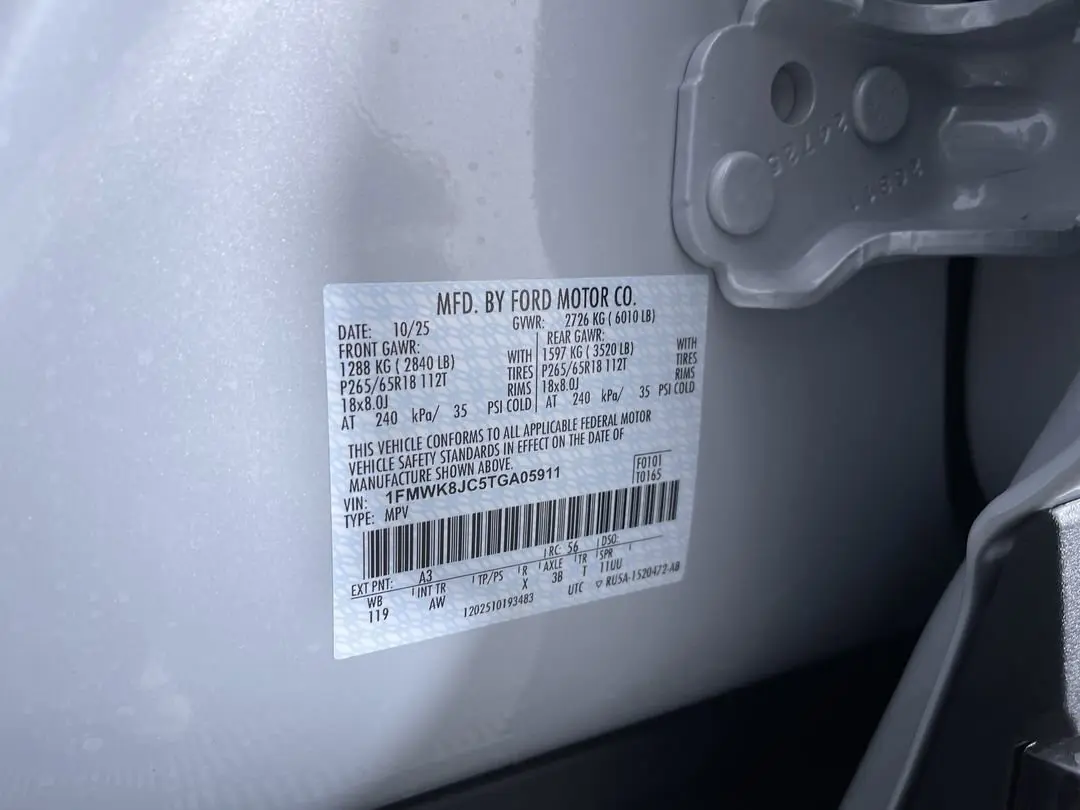 24725
26911
MFD. BY FORD MOTOR CO.
DATE: 10/25 GVWR: 2726 KG ( 6010 LB)
FRONT GAWR: REAR GAWR:
1288 KG ( 2840 LB) WITH 1597 KG ( 3520 LB) WITH
P265/65R18 112T TIRES P265/65R18 112T TIRES
18x8.0J RIMS 18x8.0J RIMS
AT 240 kPa/ 35 PSI COLD AT 240 kPa/ 35 PSI COLD
THIS VEHICLE CONFORMS TO ALL APPLICABLE FEDERAL MOTOR
VEHICLE SAFETY STANDARDS IN EFFECT ON THE DATE OF
MANUFACTURE SHOWN ABOVE.
VIN: 1FMWK8JC5TGA05911 F0101
TYPE: MPV T0165
EXT PNT: A3 RC: 56 DSO:
WB INT TR TP/PS R AXLE TR SPR
119 AW X 38 T 11UU
1202510193483 UTC ▽ RU5A-1520472-AB